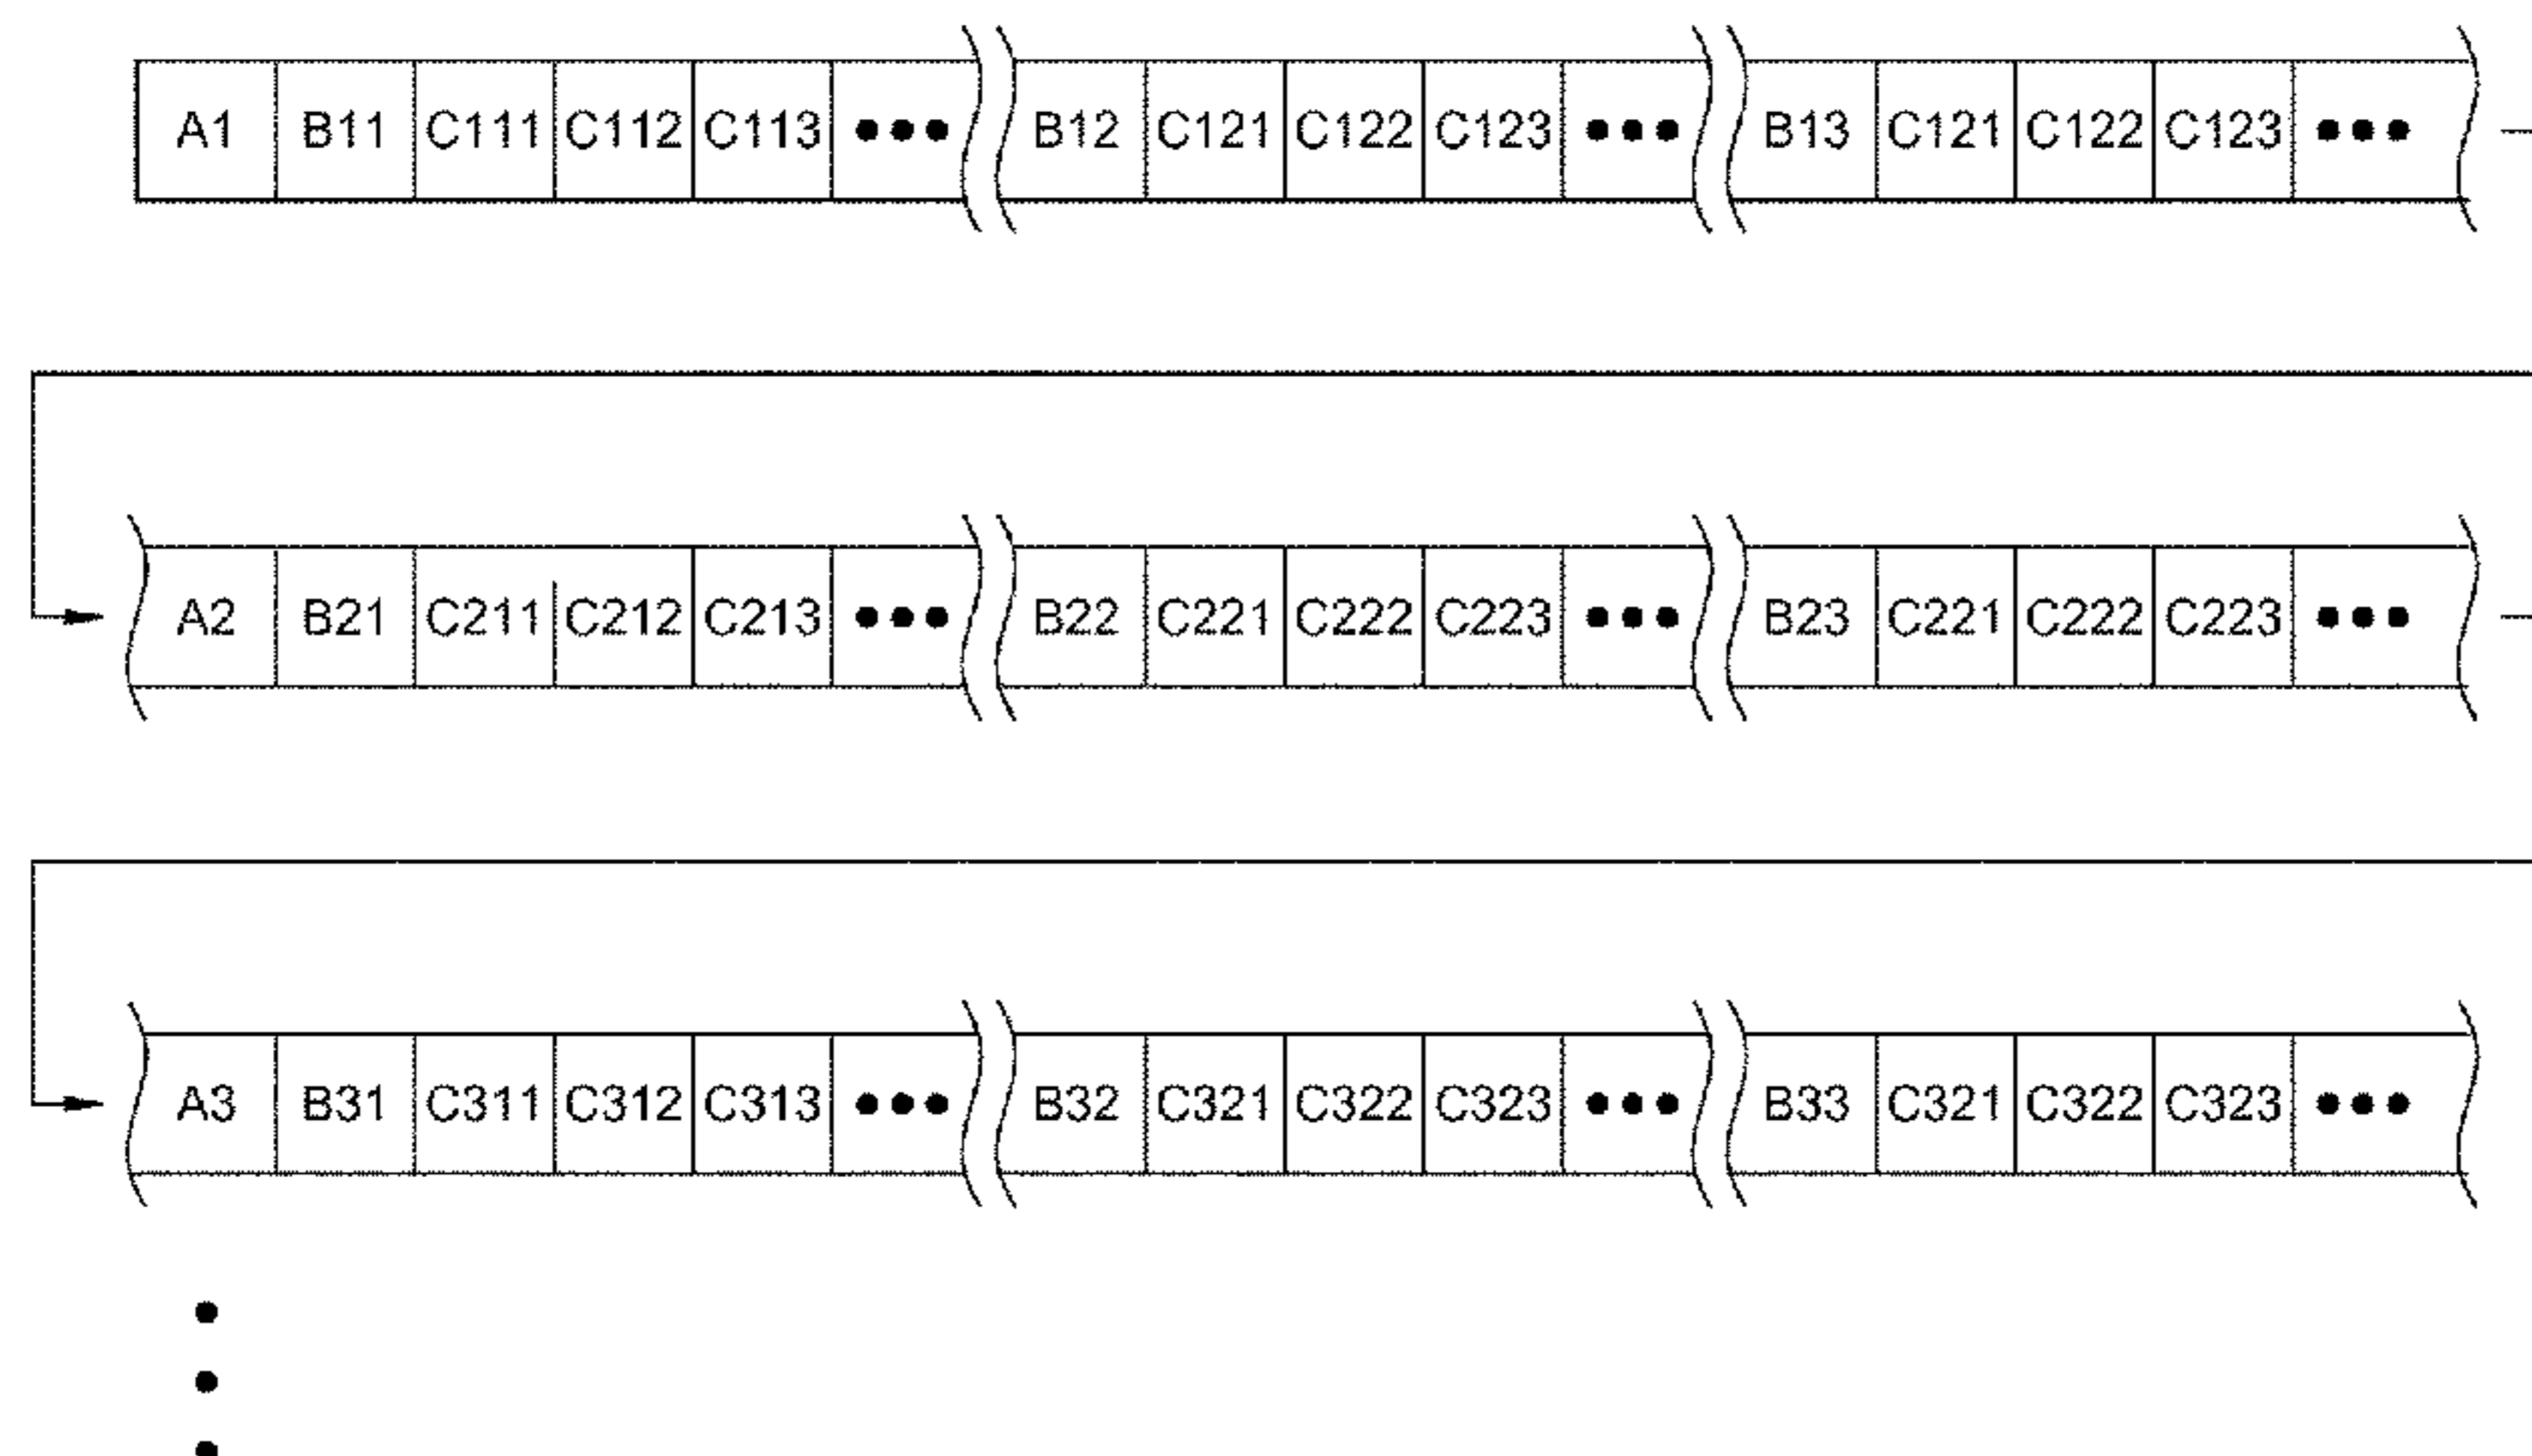 A1 B11 C111 C112 C113 ●●● B12 C121 C122 C123 ●●● B13 C121 C122 C123 ●●●
A2 B21 C211 C212 C213 ●●● B22 C221 C222 C223 ●●● B23 C221 C222 C223 ●●●
A3 B31 C311 C312 C313 ●●● B32 C321 C322 C323 ●●● B33 C321 C322 C323 ●●●